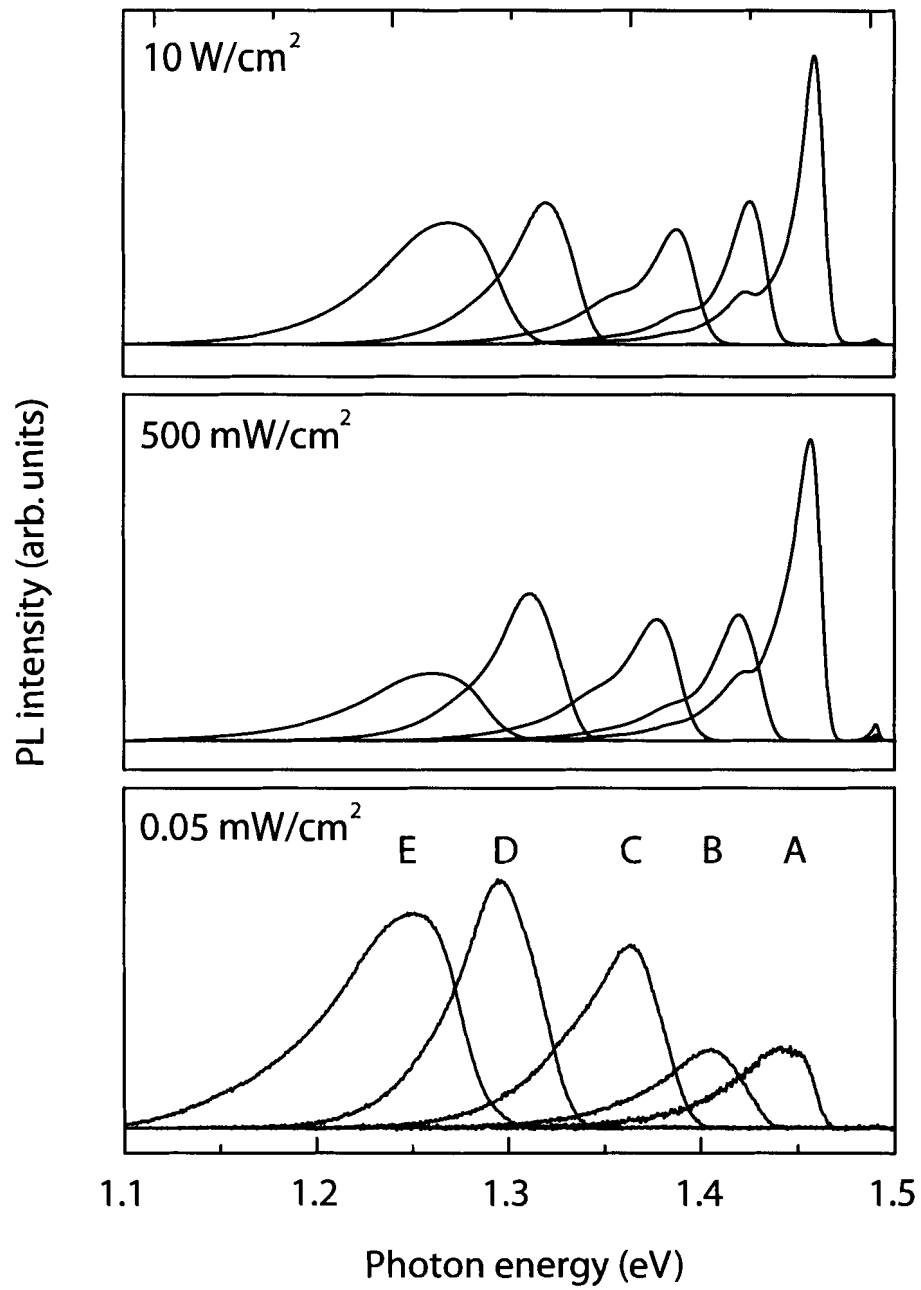 10 W/cm²
500 mW/cm²
0.05 mW/cm²
E D C B A
PL intensity (arb. units)
1.1 1.2 1.3 1.4 1.5
Photon energy (eV)